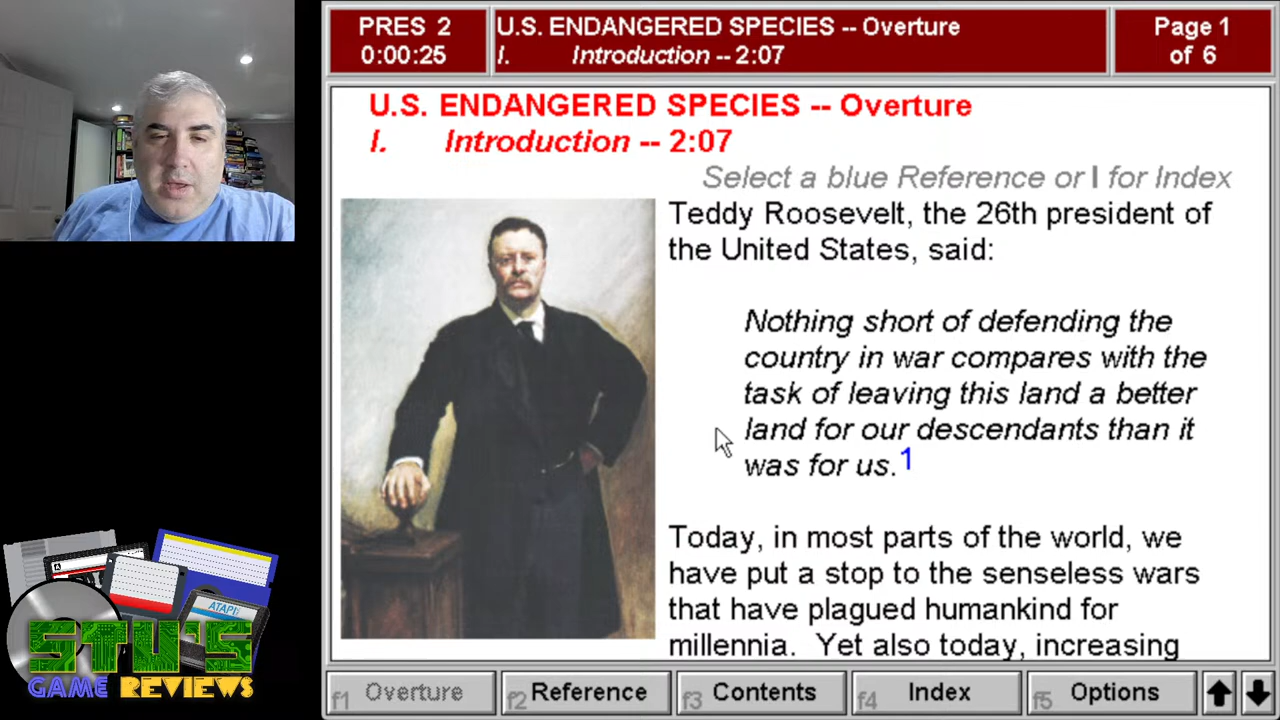 PRES 2
0:00:25
U.S. ENDANGERED SPECIES -- Overture
I. Introduction -- 2:07
Page 1
of 6
U.S. ENDANGERED SPECIES -- Overture
I. Introduction -- 2:07
Select a blue Reference or I for Index
Teddy Roosevelt, the 26th president of
the United States, said:
Nothing short of defending the
country in war compares with the
task of leaving this land a better
land for our descendants than it
was for us.1
Today, in most parts of the world, we
have put a stop to the senseless wars
that have plagued humankind for
millennia. Yet also today, increasing
f1 Overture
f2 Reference
f3 Contents
f4 Index
f5 Options
ATAPI
STU'S
GAME REVIEWS